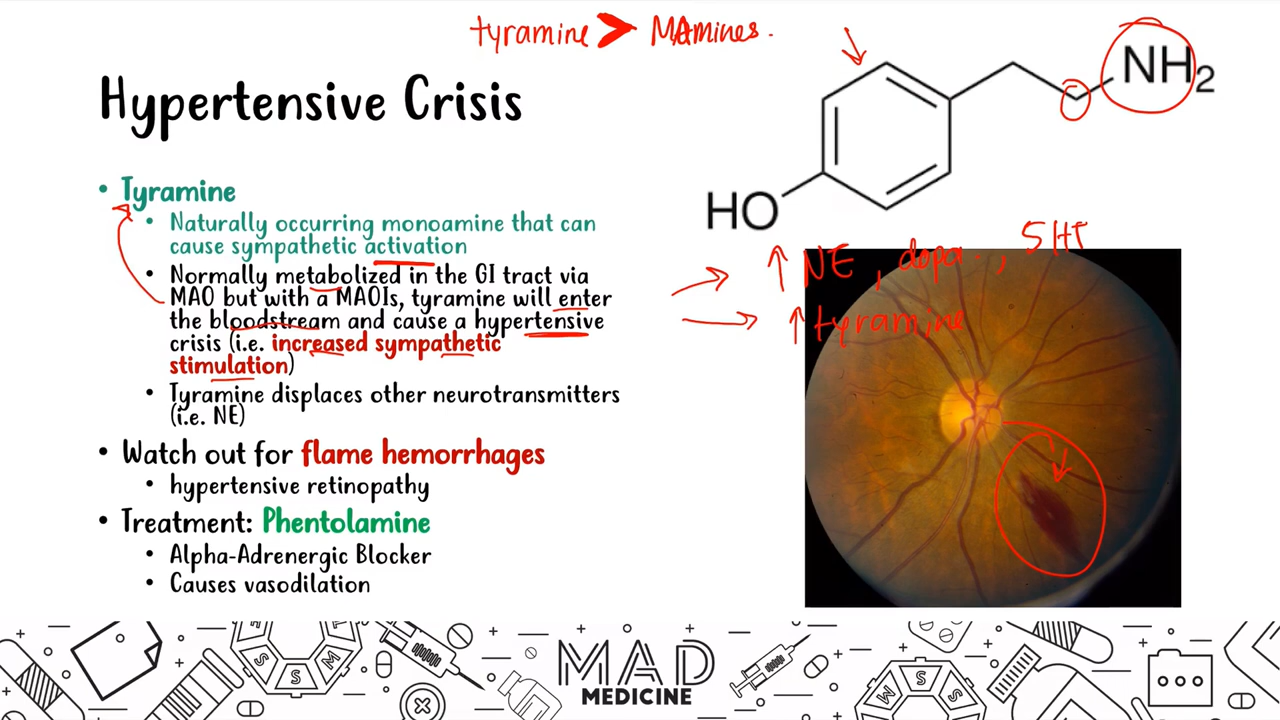 tyramine > MAmines.
Hypertensive Crisis
NH2
HO
• Tyramine
• Naturally occurring monoamine that can
cause sympathetic activation
• Normally metabolized in the GI tract via
MAO but with a MAOIs, tyramine will enter
the bloodstream and cause a hypertensive
crisis (i.e. increased sympathetic
stimulation)
• Tyramine displaces other neurotransmitters
(i.e. NE)
• Watch out for flame hemorrhages
• hypertensive retinopathy
• Treatment: Phentolamine
• Alpha-Adrenergic Blocker
• Causes vasodilation
→ ↑ NE, dopa., 5HT
→ ↑ tyramine
S S M
MAD
MEDICINE
M S S